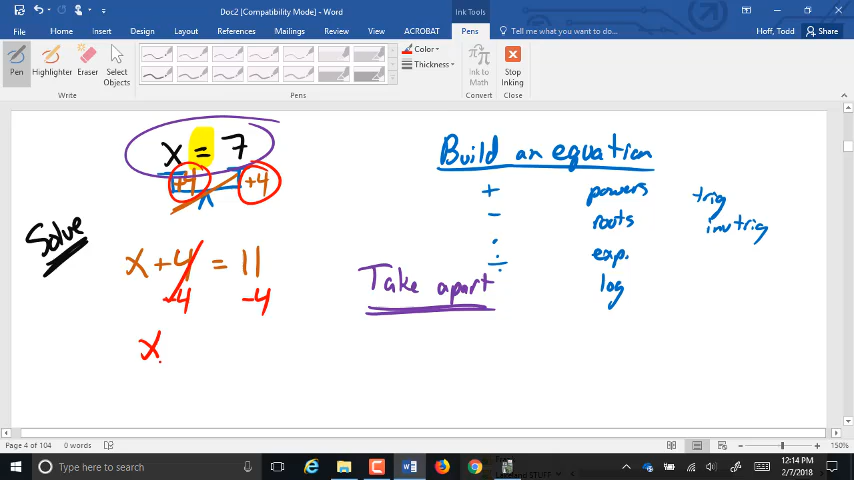 Doc2 [Compatibility Mode] - Word
Ink Tools
Hoff, Todd
File Home Insert Design Layout References Mailings Review View ACROBAT Pens Tell me what you want to do... Share
Pen Highlighter Eraser Select Objects
Color
Thickness
Ink to Math
Stop Inking
Write Pens Convert Close
x = 7
+4 +4
Solve
x + 4 = 11
-4 -4
x
Build an equation
+ powers trig
- roots inv trig
· exp.
÷ log
Take apart
Page 4 of 104 0 words 150%
Type here to search
12:14 PM
2/7/2018